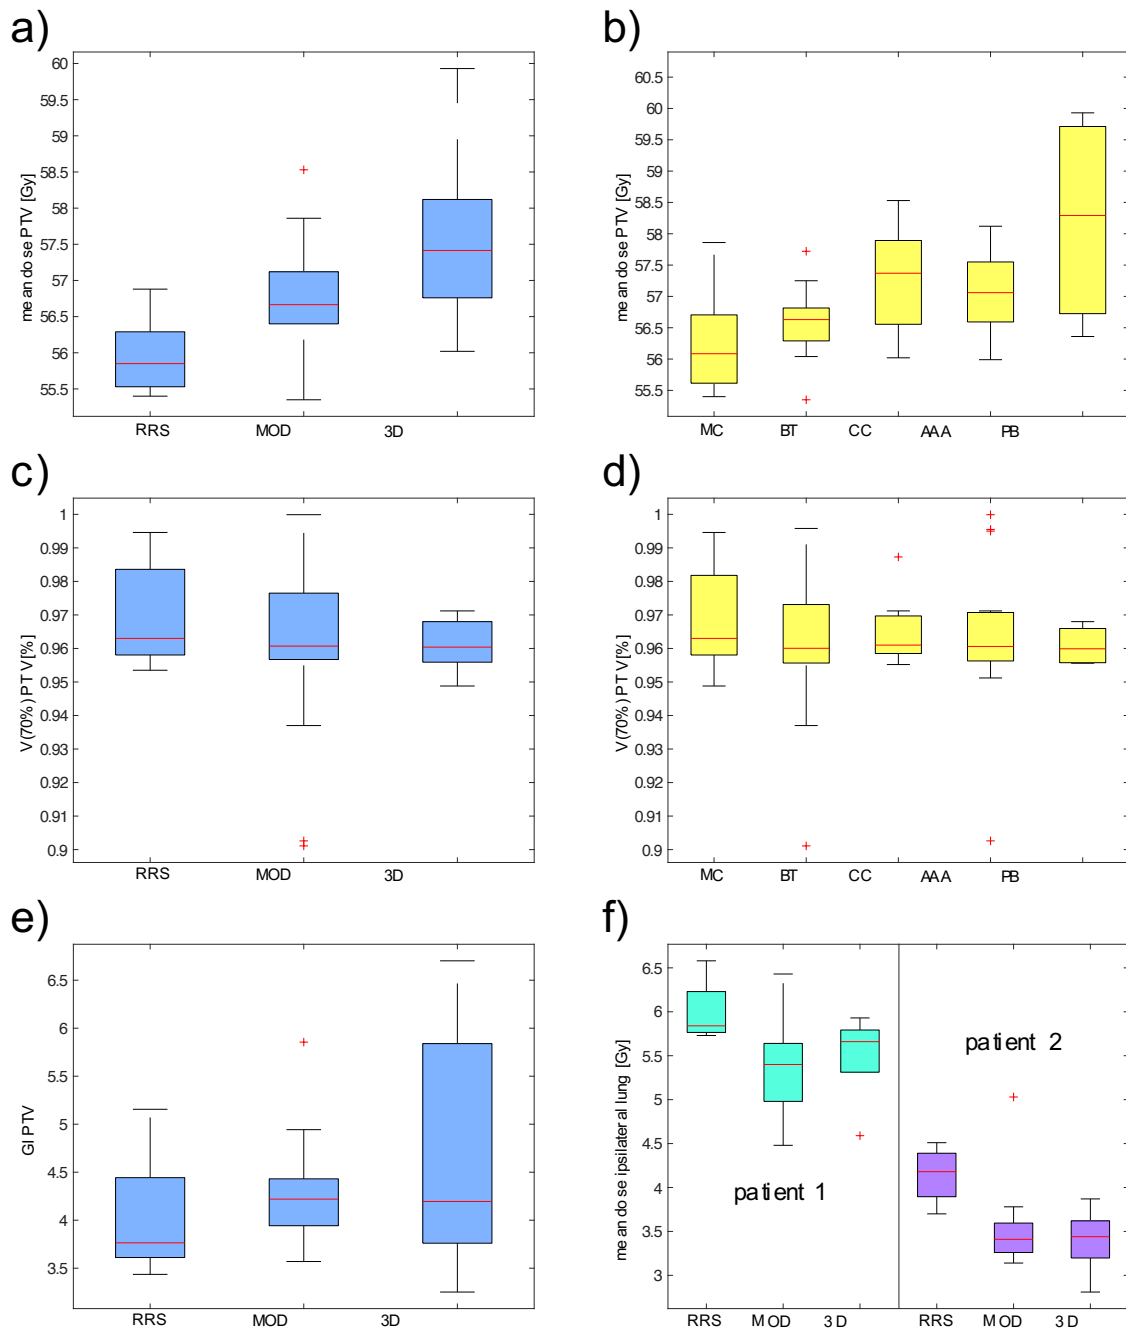 a)
60
59.5
59
58.5
58
57.5
57
56.5
56
55.5
mean dose PTV [Gy]
RRS MOD 3D
b)
60.5
60
59.5
59
58.5
58
57.5
57
56.5
56
55.5
mean dose PTV [Gy]
MC BT CC AAA PB
c)
1
0.99
0.98
0.97
0.96
0.95
0.94
0.93
0.92
0.91
0.9
V(70%) PTV [%]
RRS MOD 3D
d)
1
0.99
0.98
0.97
0.96
0.95
0.94
0.93
0.92
0.91
0.9
V(70%) PTV [%]
MC BT CC AAA PB
e)
6.5
6
5.5
5
4.5
4
3.5
GI PTV
RRS MOD 3D
f)
6.5
6
5.5
5
4.5
4
3.5
3
mean dose ipsilateral lung [Gy]
patient 1
patient 2
RRS MOD 3D RRS MOD 3D